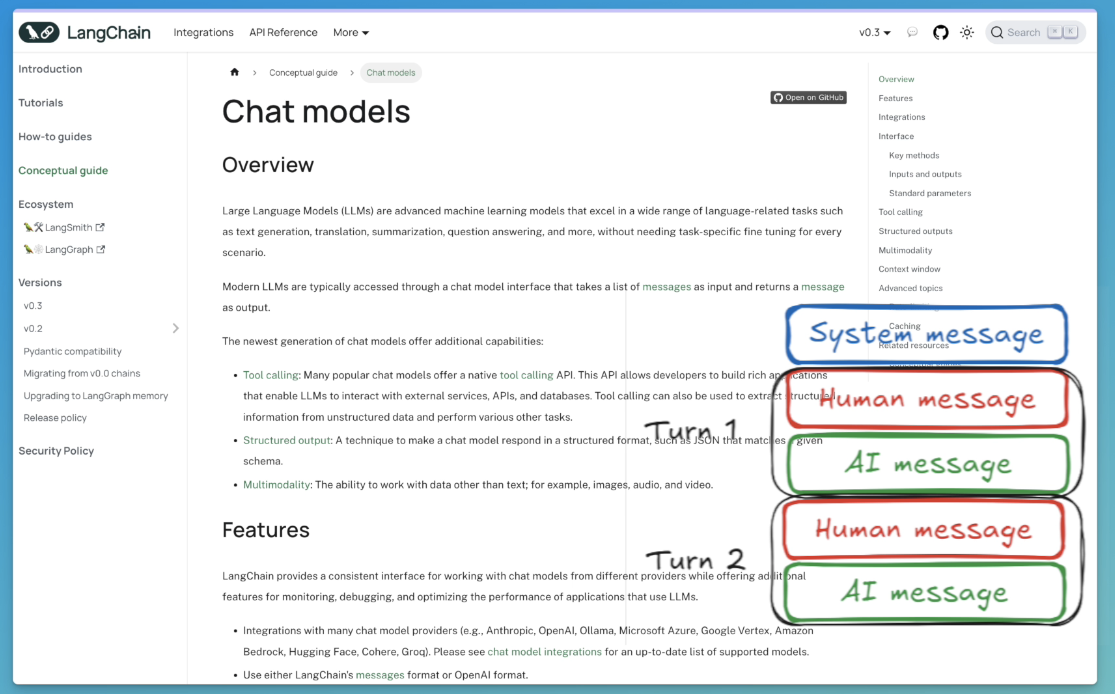 LangChain
Integrations
API Reference
More
v0.3
Search
K
Introduction
Tutorials
How-to guides
Conceptual guide
Ecosystem
LangSmith
LangGraph
Versions
v0.3
v0.2
Pydantic compatibility
Migrating from v0.0 chains
Upgrading to LangGraph memory
Release policy
Security Policy
Conceptual guide
Chat models
Open on GitHub
Chat models
Overview
Large Language Models (LLMs) are advanced machine learning models that excel in a wide range of language-related tasks such
as text generation, translation, summarization, question answering, and more, without needing task-specific fine tuning for every
scenario.
Modern LLMs are typically accessed through a chat model interface that takes a list of messages as input and returns a message
as output.
The newest generation of chat models offer additional capabilities:
• Tool calling: Many popular chat models offer a native tool calling API. This API allows developers to build rich applications
that enable LLMs to interact with external services, APIs, and databases. Tool calling can also be used to extract structured
information from unstructured data and perform various other tasks.
• Structured output: A technique to make a chat model respond in a structured format, such as JSON that matches a given
schema.
• Multimodality: The ability to work with data other than text; for example, images, audio, and video.
Features
LangChain provides a consistent interface for working with chat models from different providers while offering additional
features for monitoring, debugging, and optimizing the performance of applications that use LLMs.
• Integrations with many chat model providers (e.g., Anthropic, OpenAI, Ollama, Microsoft Azure, Google Vertex, Amazon
Bedrock, Hugging Face, Cohere, Groq). Please see chat model integrations for an up-to-date list of supported models.
• Use either LangChain's messages format or OpenAI format.
Overview
Features
Integrations
Interface
Key methods
Inputs and outputs
Standard parameters
Tool calling
Structured outputs
Multimodality
Context window
Advanced topics
Caching
Related resources
System message
Turn 1
Human message
AI message
Turn 2
Human message
AI message